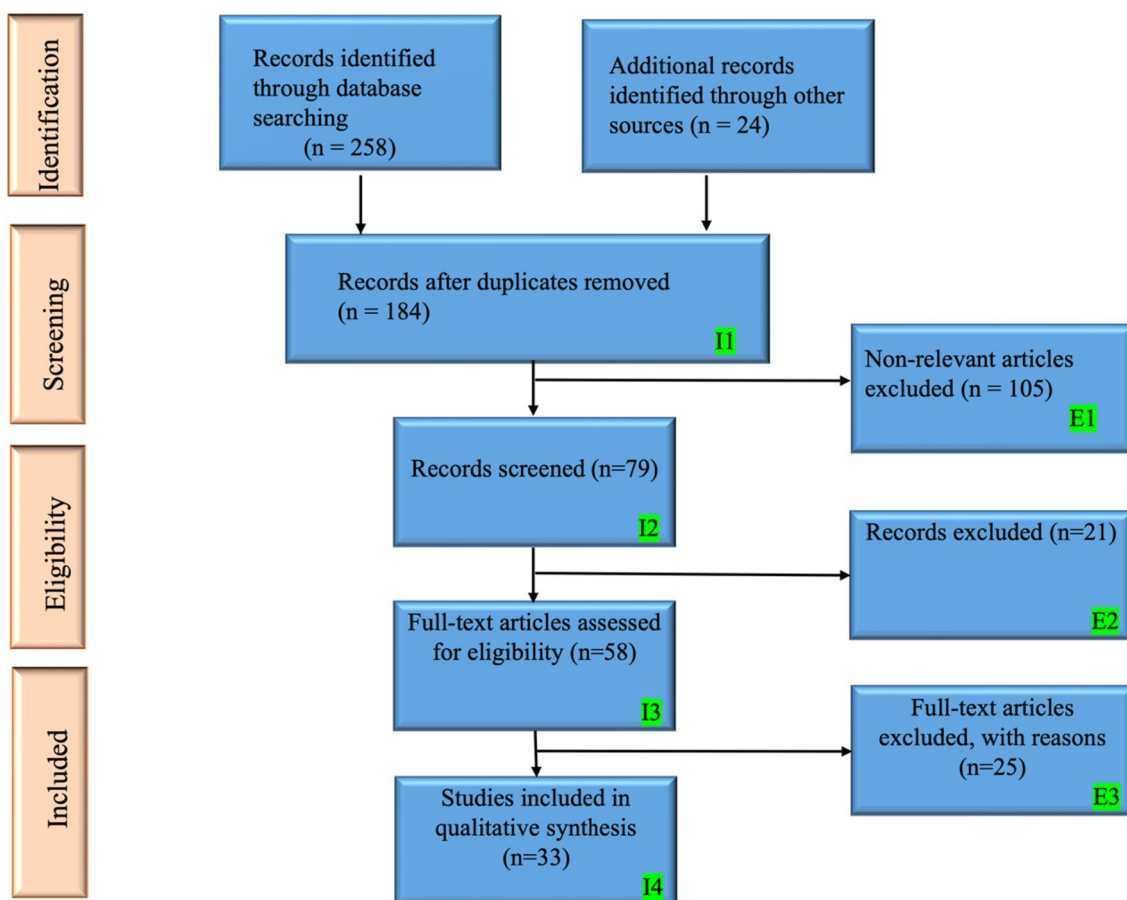 Identification
Records identified
through database
searching
(n = 258)
Additional records
identified through other
sources (n = 24)
Screening
Records after duplicates removed
(n = 184)
I1
Non-relevant articles
excluded (n = 105)
E1
Eligibility
Records screened (n=79)
I2
Records excluded (n=21)
E2
Full-text articles assessed
for eligibility (n=58)
I3
Included
Full-text articles
excluded, with reasons
(n=25)
E3
Studies included in
qualitative synthesis
(n=33)
I4